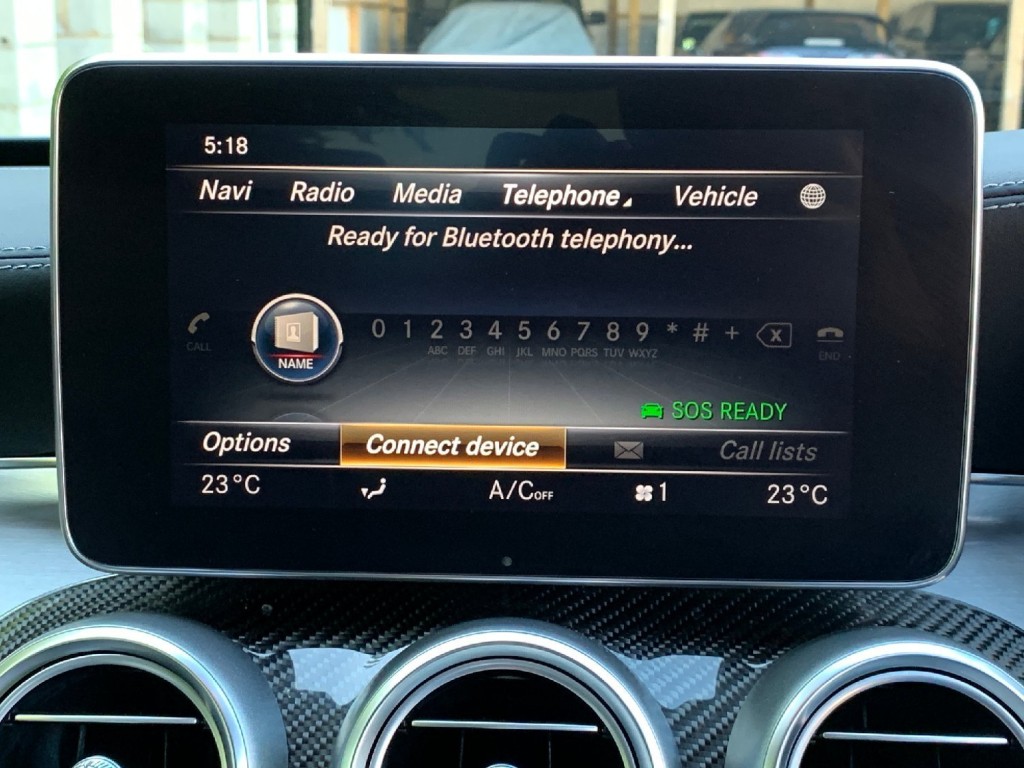 5:18
Navi Radio Media Telephone Vehicle
Ready for Bluetooth telephony...
0 1 2 3 4 5 6 7 8 9 * # +
CALL ABC DEF GHI JKL MNO PQRS TUV WXYZ END
NAME
SOS READY
Options Connect device Call lists
23°C A/C OFF 1 23°C